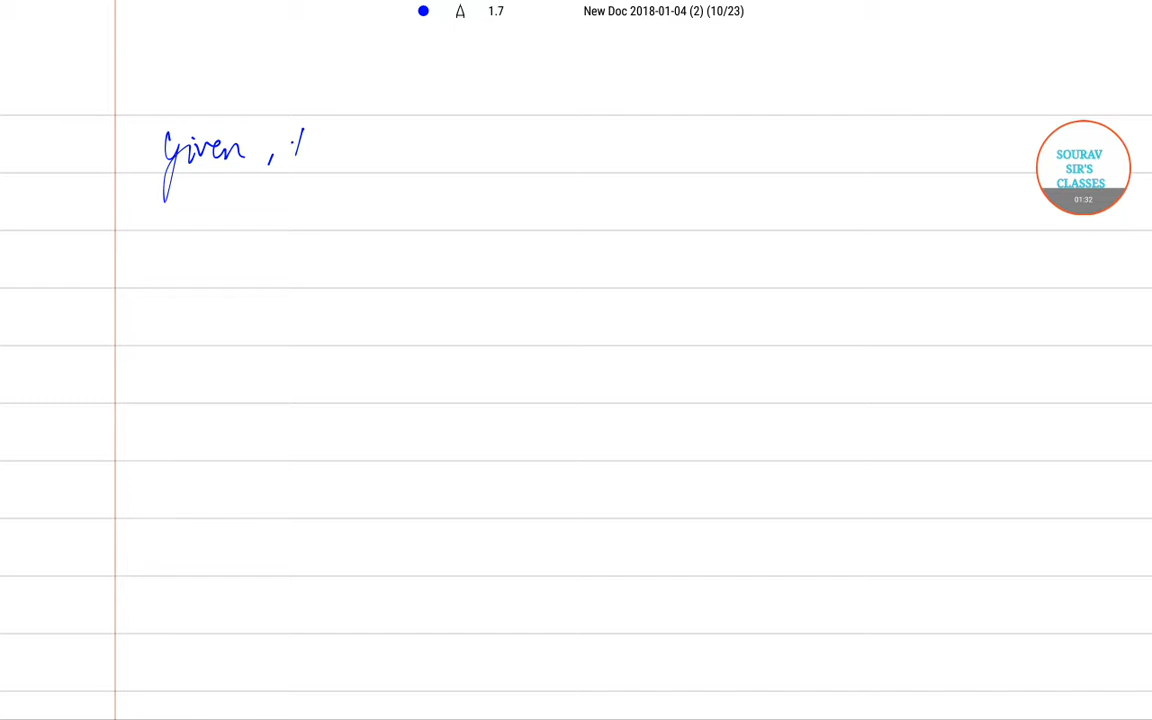 1.7 New Doc 2018-01-04 (2) (10/23)
Given ,
SOURAV
SIR'S
CLASSES
01:32